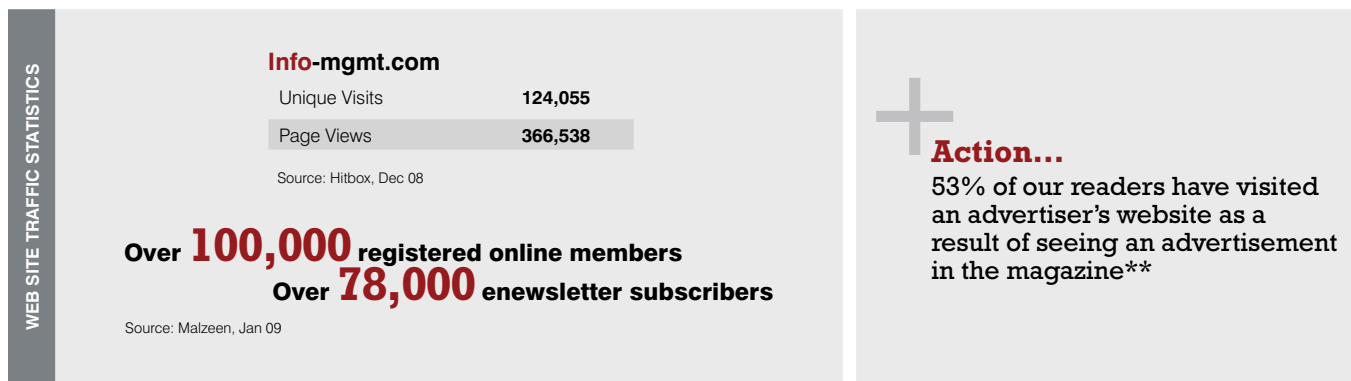 WEB SITE TRAFFIC STATISTICS
Info-mgmt.com
Unique Visits 124,055
Page Views 366,538
Source: Hitbox, Dec 08
Over 100,000 registered online members
Over 78,000 enewsletter subscribers
Source: Malzeen, Jan 09
Action...
53% of our readers have visited
an advertiser’s website as a
result of seeing an advertisement
in the magazine**